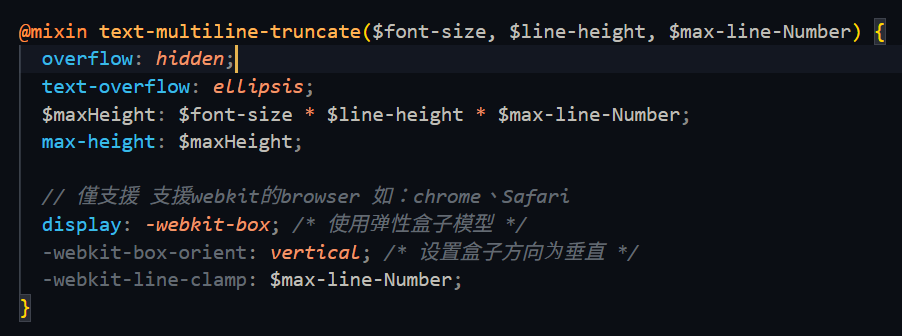 @mixin text-multiline-truncate($font-size, $line-height, $max-line-Number) {
overflow: hidden;
text-overflow: ellipsis;
$maxHeight: $font-size * $line-height * $max-line-Number;
max-height: $maxHeight;
// 僅支援 支援webkit的browser 如：chrome、Safari
display: -webkit-box; /* 使用弹性盒子模型 */
-webkit-box-orient: vertical; /* 设置盒子方向为垂直 */
-webkit-line-clamp: $max-line-Number;
}